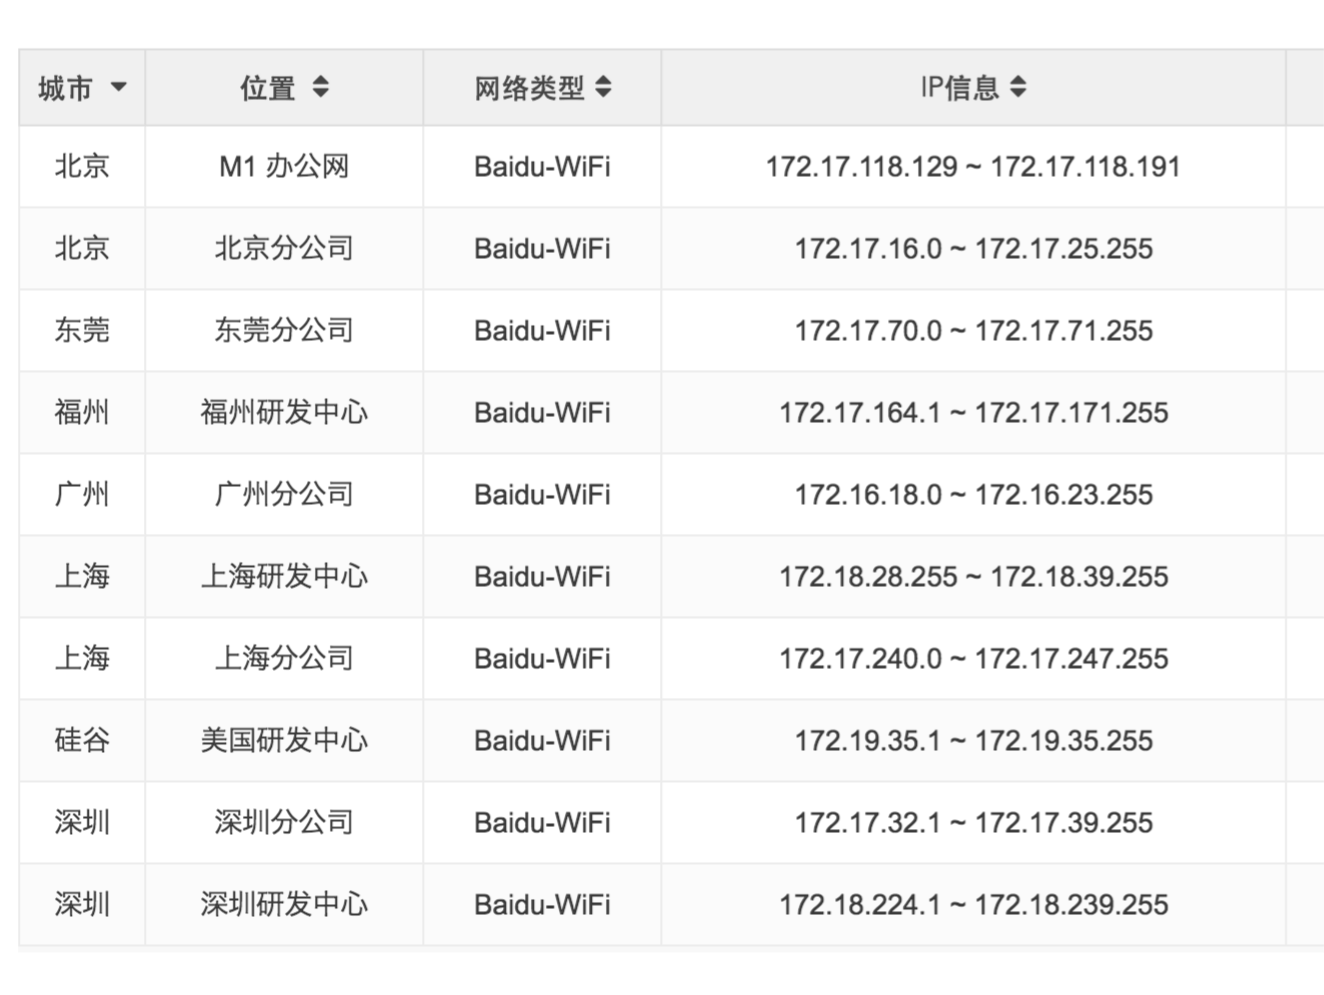 城市 位置 网络类型 IP信息
北京 M1 办公网 Baidu-WiFi 172.17.118.129 ~ 172.17.118.191
北京 北京分公司 Baidu-WiFi 172.17.16.0 ~ 172.17.25.255
东莞 东莞分公司 Baidu-WiFi 172.17.70.0 ~ 172.17.71.255
福州 福州研发中心 Baidu-WiFi 172.17.164.1 ~ 172.17.171.255
广州 广州分公司 Baidu-WiFi 172.16.18.0 ~ 172.16.23.255
上海 上海研发中心 Baidu-WiFi 172.18.28.255 ~ 172.18.39.255
上海 上海分公司 Baidu-WiFi 172.17.240.0 ~ 172.17.247.255
硅谷 美国研发中心 Baidu-WiFi 172.19.35.1 ~ 172.19.35.255
深圳 深圳分公司 Baidu-WiFi 172.17.32.1 ~ 172.17.39.255
深圳 深圳研发中心 Baidu-WiFi 172.18.224.1 ~ 172.18.239.255